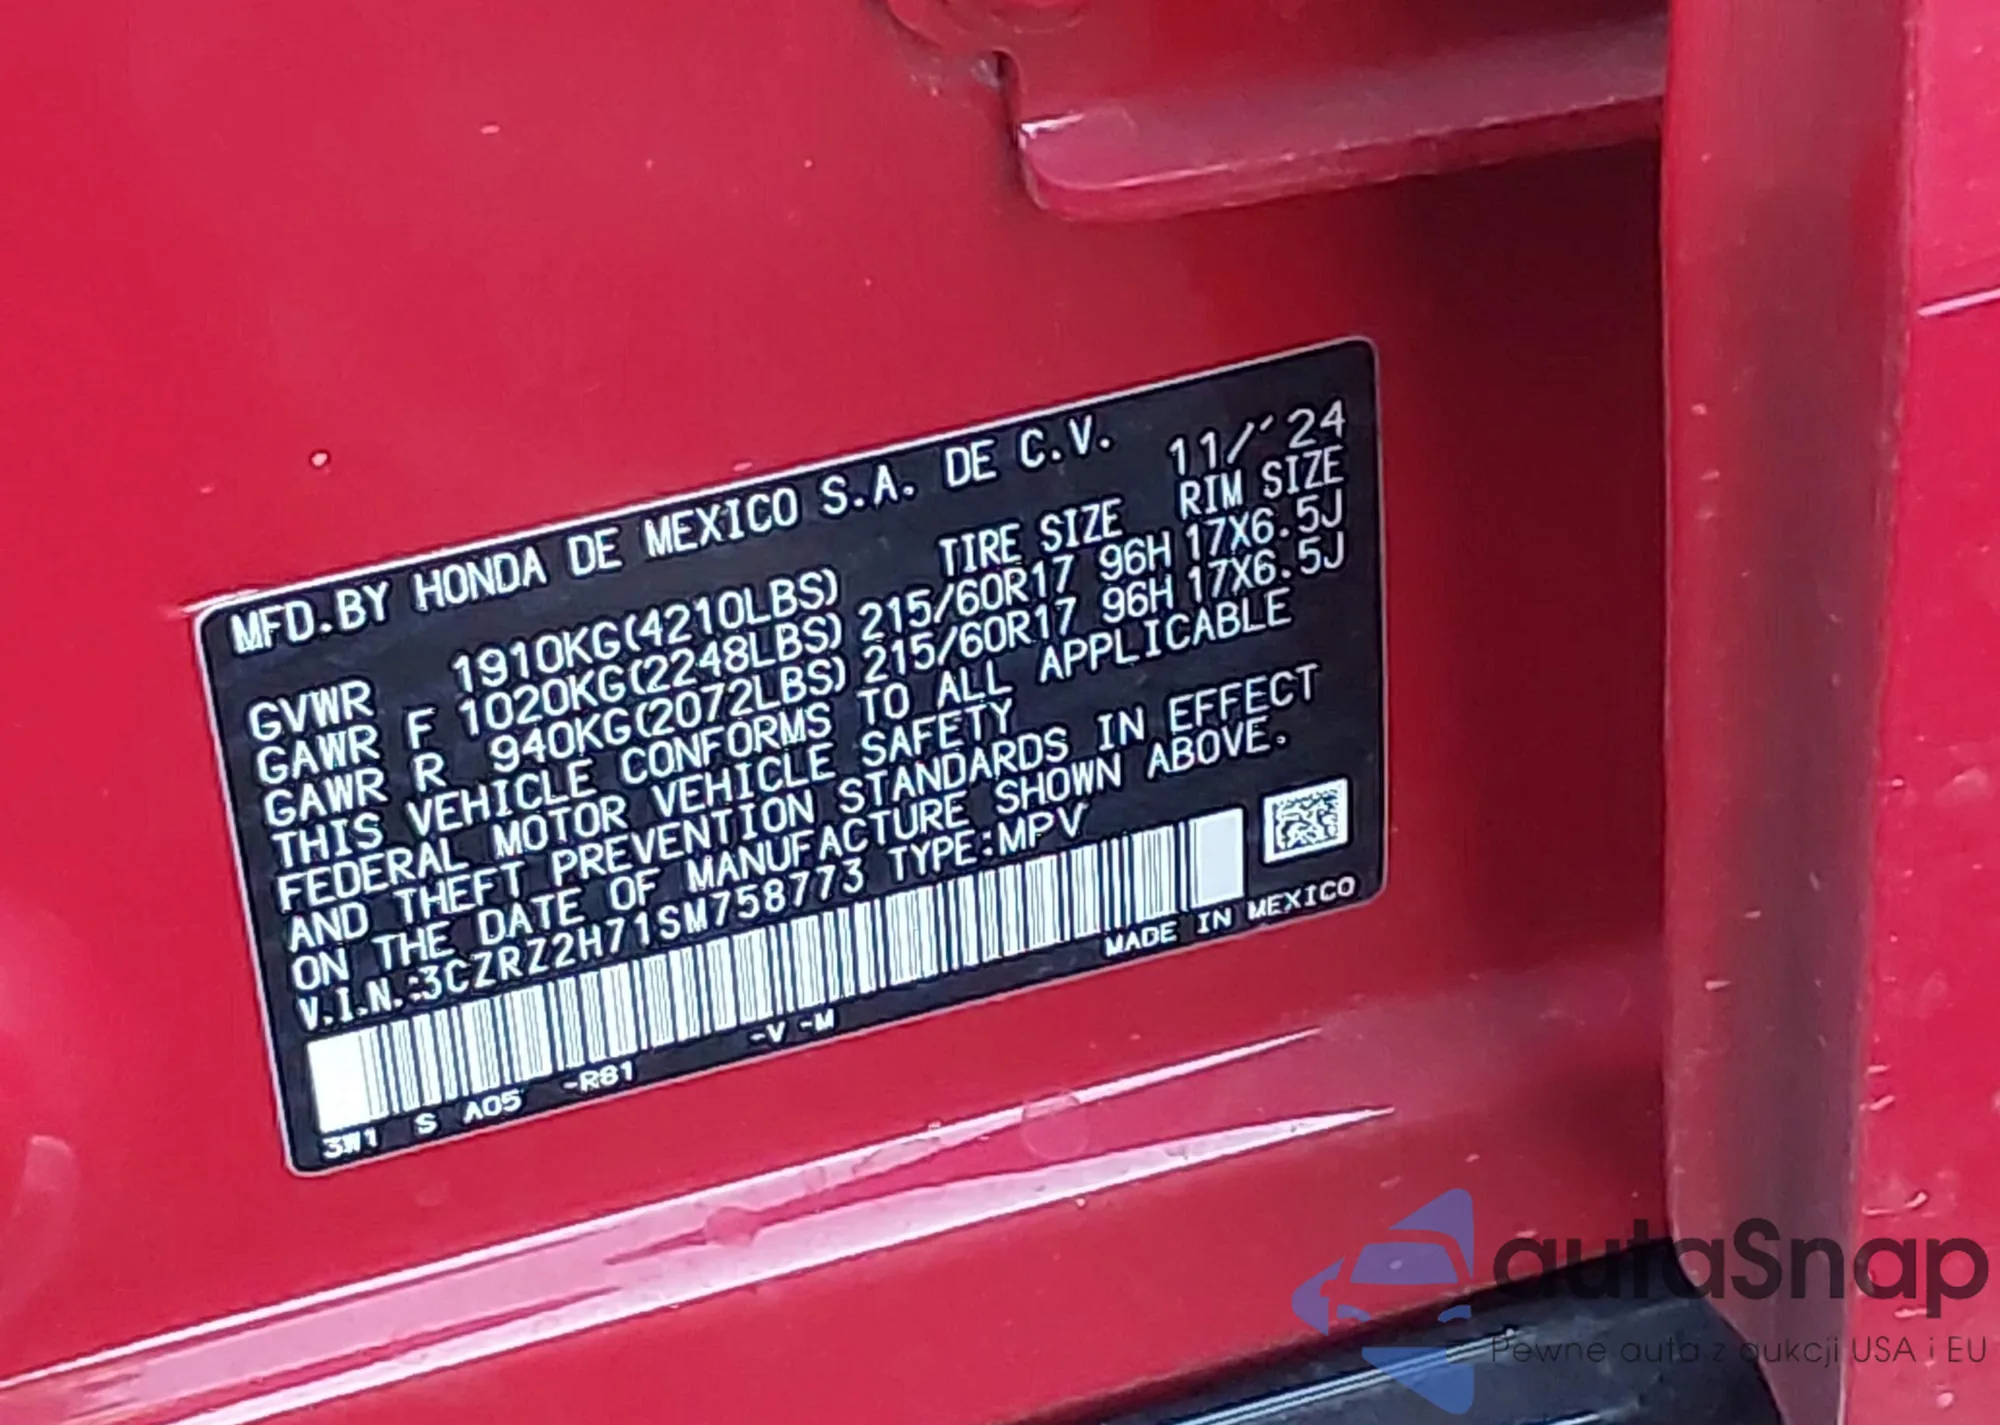 MFD.BY HONDA DE MEXICO S.A. DE C.V. 11/'24
TIRE SIZE RIM SIZE
GVWR 1910KG(4210LBS)
GAWR F 1020KG(2248LBS) 215/60R17 96H 17X6.5J
GAWR R 940KG(2072LBS) 215/60R17 96H 17X6.5J
THIS VEHICLE CONFORMS TO ALL APPLICABLE
FEDERAL MOTOR VEHICLE SAFETY
AND THEFT PREVENTION STANDARDS IN EFFECT
ON THE DATE OF MANUFACTURE SHOWN ABOVE.
V.I.N.:3CZRZ2H71SM758773 TYPE:MPV
MADE IN MEXICO
3W1 S A05 -R81 -V -M
autaSnap
Pewne auta z aukcji USA i EU